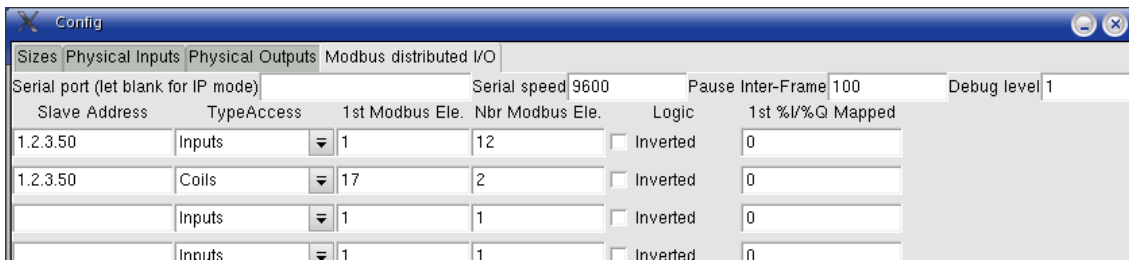 Config
Sizes Physical Inputs Physical Outputs Modbus distributed I/O
Serial port (let blank for IP mode) Serial speed 9600 Pause Inter-Frame 100 Debug level 1
Slave Address TypeAccess 1st Modbus Ele. Nbr Modbus Ele. Logic 1st %I/%Q Mapped
1.2.3.50 Inputs 1 12 Inverted 0
1.2.3.50 Coils 17 2 Inverted 0
Inputs 1 1 Inverted 0
Inputs 1 1 Inverted 0